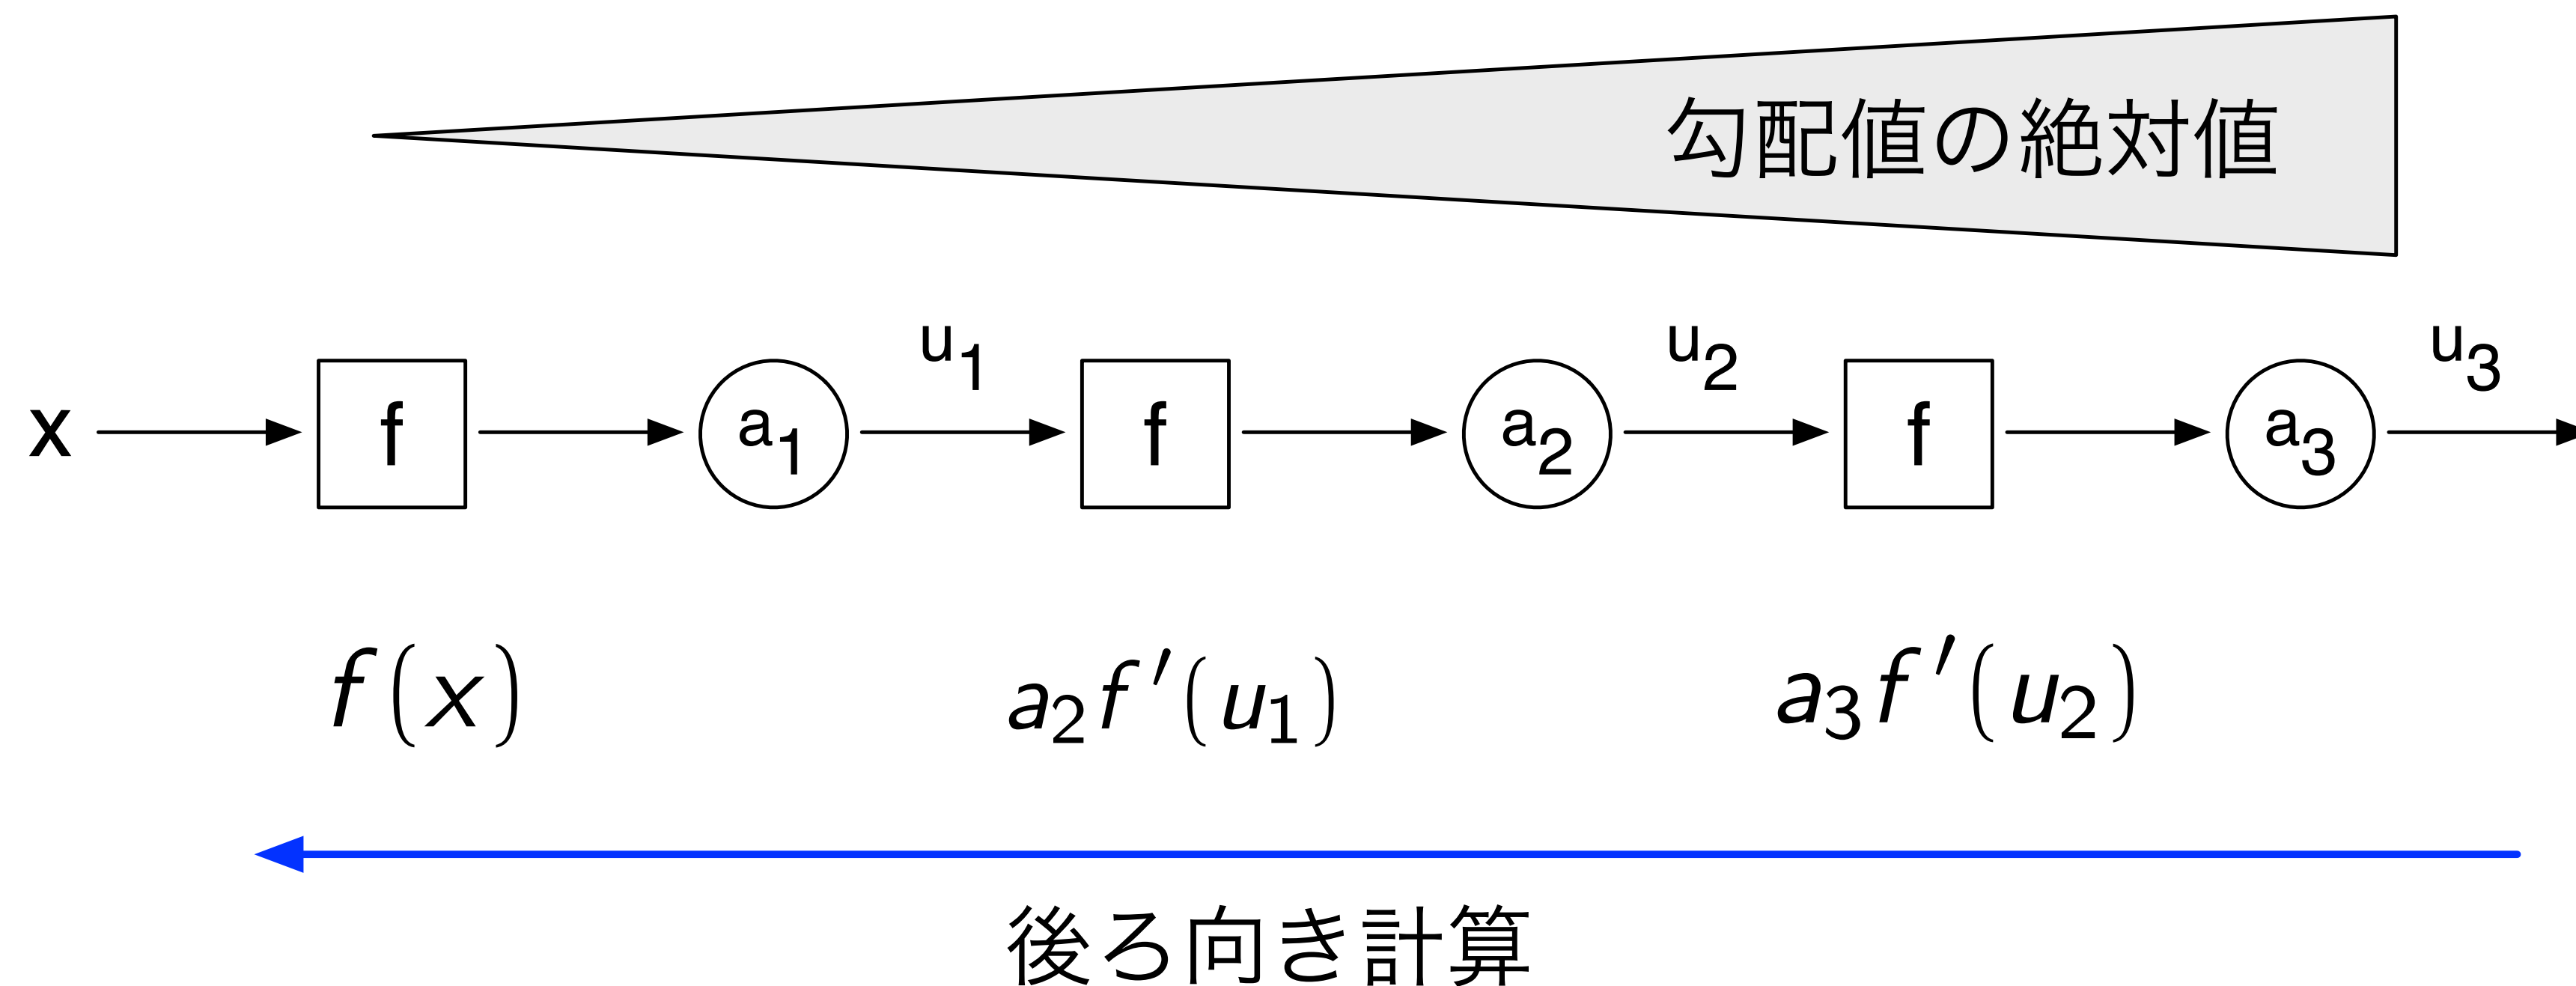 勾配値の絶対値
u₁ u₂ u₃
x f a₁ f a₂ f a₃
f(x) a₂f′(u₁) a₃f′(u₂)
後ろ向き計算